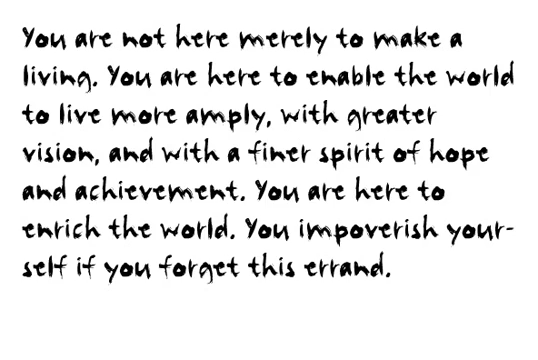 You are not here merely to make a
living. You are here to enable the world
to live more amply, with greater
vision, and with a finer spirit of hope
and achievement. You are here to
enrich the world. You impoverish your-
self if you forget this errand.